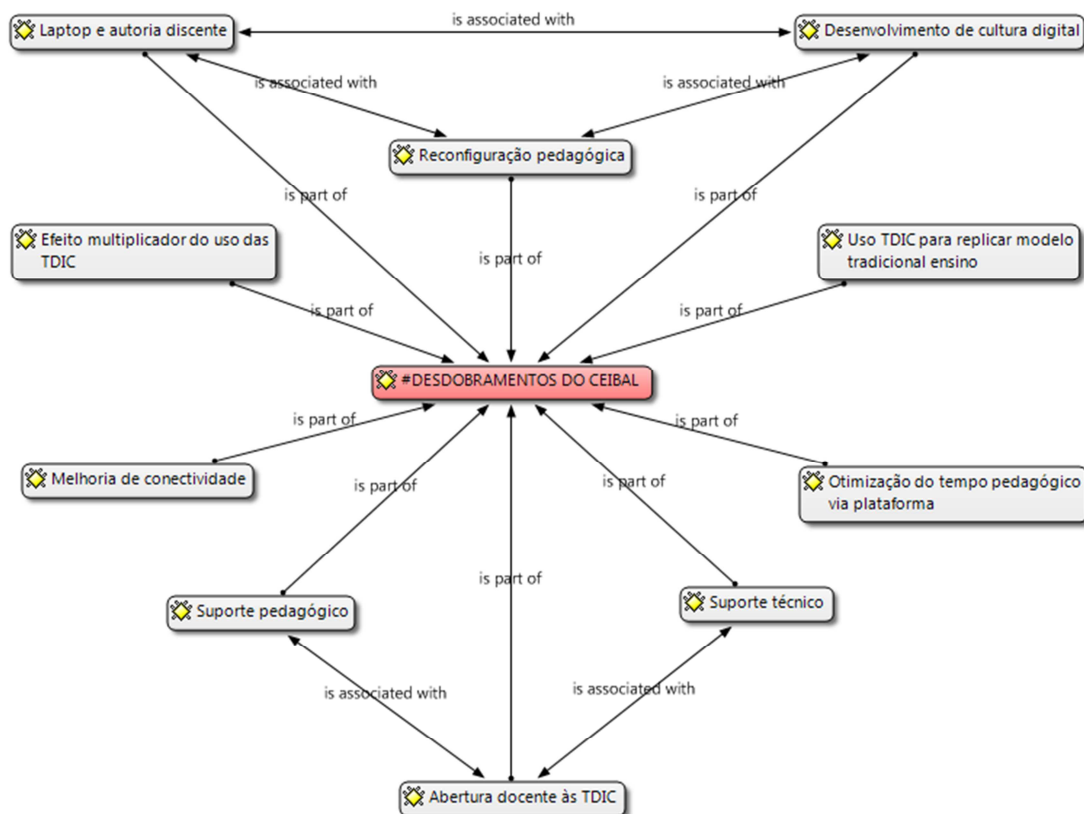 is associated with
Laptop e autoria discente
Desenvolvimento de cultura digital
is associated with
is associated with
Reconfiguração pedagógica
is part of
is part of
Efeito multiplicador do uso das
TDIC
Uso TDIC para replicar modelo
tradicional ensino
is part of
is part of
is part of
#DESDOBRAMENTOS DO CEIBAL
is part of
is part of
Melhoria de conectividade
Otimização do tempo pedagógico
via plataforma
is part of
is part of
is part of
Suporte pedagógico
Suporte técnico
is associated with
is associated with
Abertura docente às TDIC